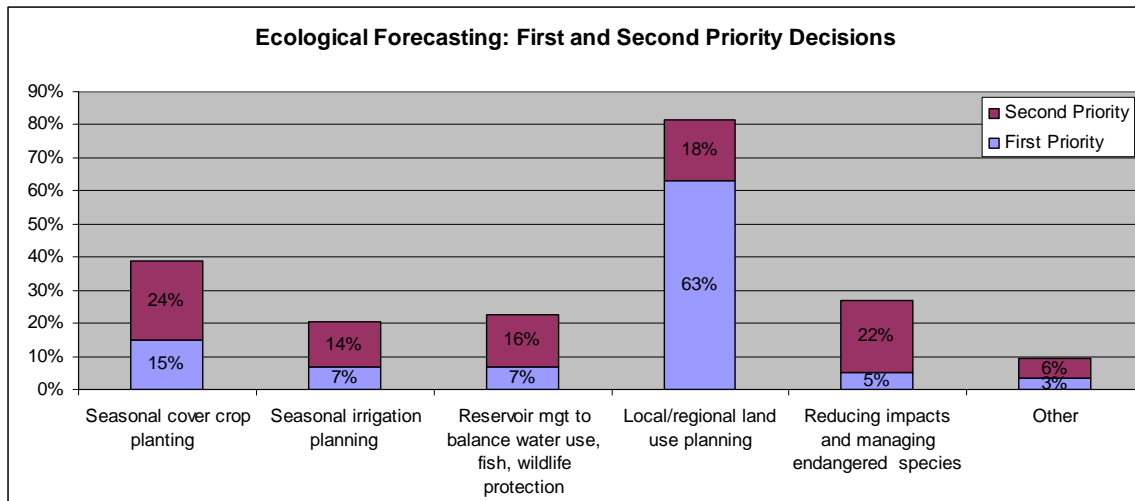 Ecological Forecasting: First and Second Priority Decisions
90%
80%
70%
60%
50%
40%
30%
20%
10%
0%
Second Priority
First Priority
24%
15%
14%
7%
16%
7%
18%
63%
22%
5%
6%
3%
Seasonal cover crop
planting
Seasonal irrigation
planning
Reservoir mgt to
balance water use,
fish, wildlife
protection
Local/regional land
use planning
Reducing impacts
and managing
endangered species
Other